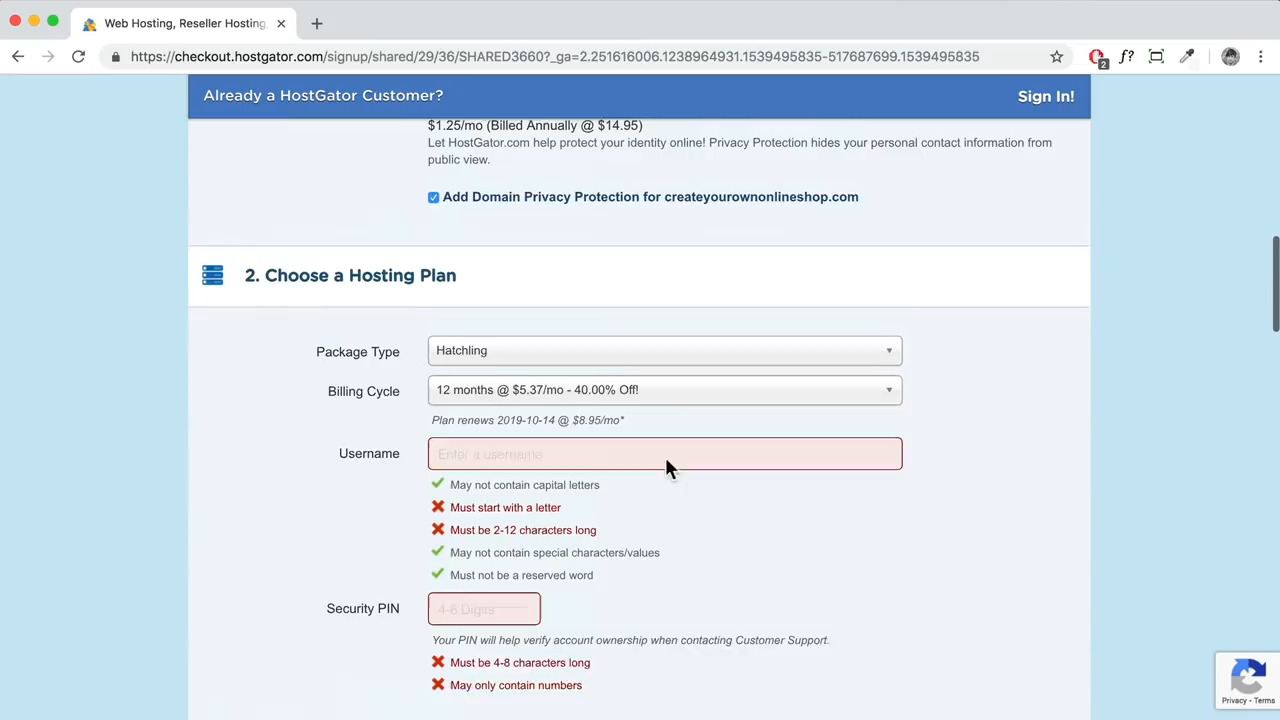 Web Hosting, Reseller Hosting,
https://checkout.hostgator.com/signup/shared/29/36/SHARED3660?_ga=2.251616006.1238964931.1539495835-517687699.1539495835
2
f?
Already a HostGator Customer?
Sign In!
$1.25/mo (Billed Annually @ $14.95)
Let HostGator.com help protect your identity online! Privacy Protection hides your personal contact information from
public view.
Add Domain Privacy Protection for createyourownonlineshop.com
2. Choose a Hosting Plan
Package Type
Hatchling
Billing Cycle
12 months @ $5.37/mo - 40.00% Off!
Plan renews 2019-10-14 @ $8.95/mo*
Username
Enter a username
May not contain capital letters
Must start with a letter
Must be 2-12 characters long
May not contain special characters/values
Must not be a reserved word
Security PIN
4-8 Digits
Your PIN will help verify account ownership when contacting Customer Support.
Must be 4-8 characters long
May only contain numbers
Privacy - Terms